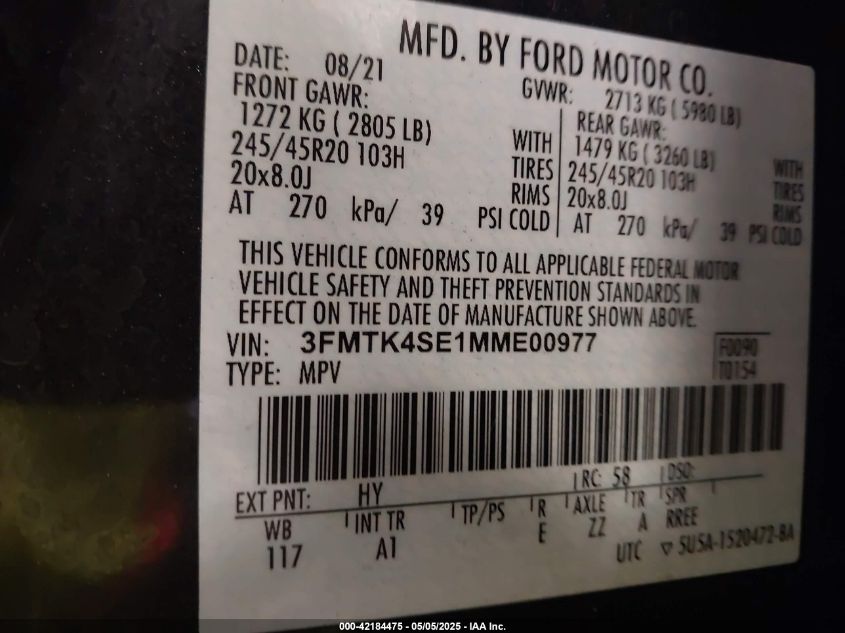 MFD. BY FORD MOTOR CO.
DATE: 08/21 GVWR: 2713 KG ( 5980 LB)
FRONT GAWR: REAR GAWR:
1272 KG ( 2805 LB) WITH 1479 KG ( 3260 LB) WITH
245/45R20 103H TIRES 245/45R20 103H TIRES
20x8.0J RIMS 20x8.0J RIMS
AT 270 kPa/ 39 PSI COLD AT 270 kPa/ 39 PSI COLD
THIS VEHICLE CONFORMS TO ALL APPLICABLE FEDERAL MOTOR
VEHICLE SAFETY AND THEFT PREVENTION STANDARDS IN
EFFECT ON THE DATE OF MANUFACTURE SHOWN ABOVE.
VIN: 3FMTK4SE1MME00977 F0090
TYPE: MPV T0154
EXT PNT: HY RC: 58 DSO:
WB INT TR TP/PS R AXLE TR SPR
117 A1 E ZZ A RREE
UTC ▽ 5U5A-1520472-BA
000-42184475 - 05/05/2025 - IAA Inc.